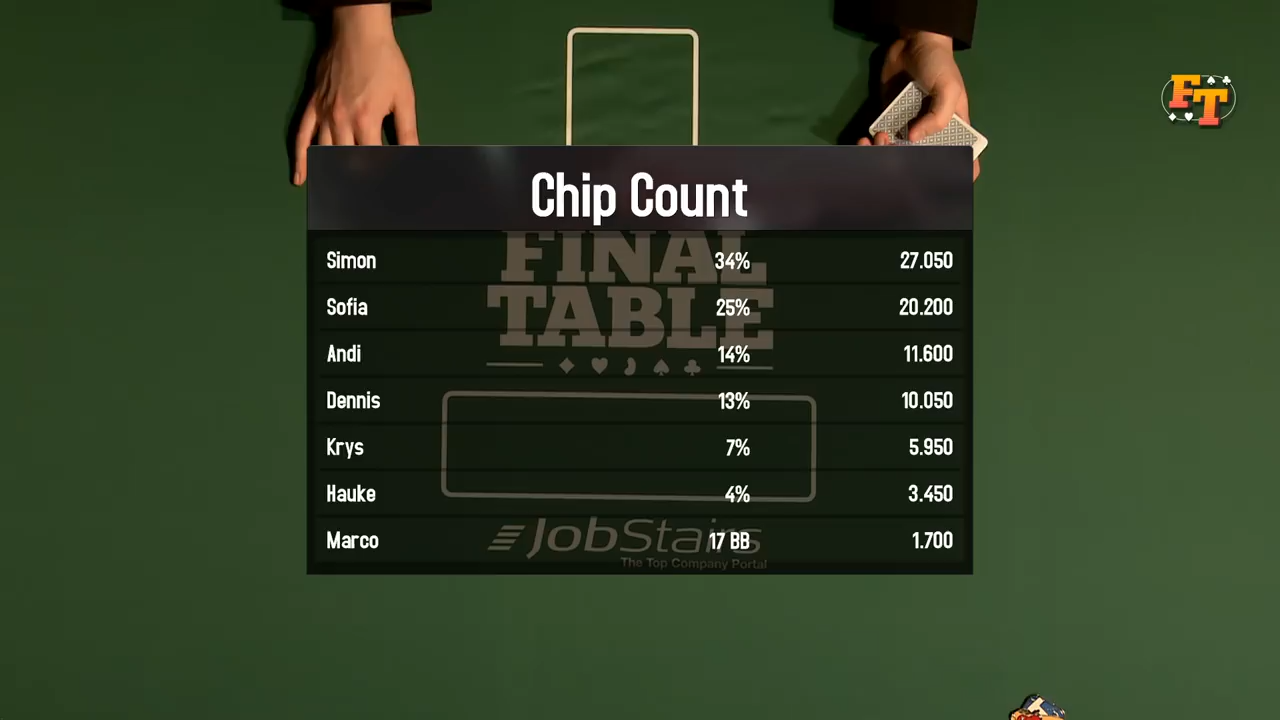 FT
Chip Count
FINAL
TABLE
Simon 34% 27.050
Sofia 25% 20.200
Andi 14% 11.600
Dennis 13% 10.050
Krys 7% 5.950
Hauke 4% 3.450
Marco 17 BB 1.700
JobStairs
The Top Company Portal